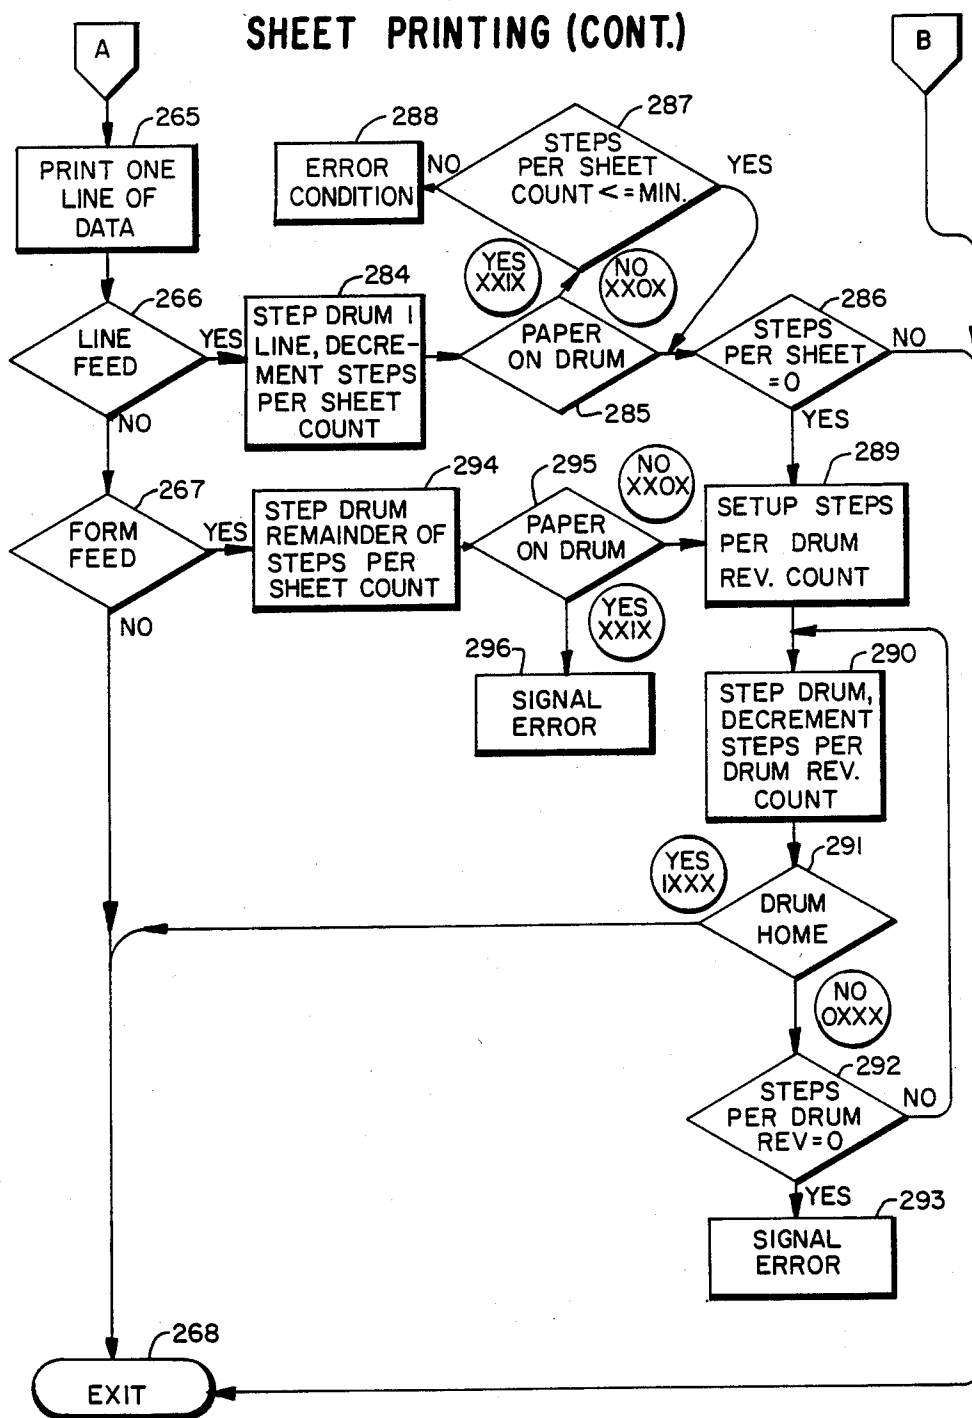 SHEET PRINTING (CONT.)
A
B
265
PRINT ONE
LINE OF
DATA
288
ERROR
CONDITION
NO
287
STEPS
PER SHEET
COUNT <=MIN.
YES
266
LINE
FEED
YES
NO
284
STEP DRUM I
LINE, DECRE-
MENT STEPS
PER SHEET
COUNT
YES
XXIX
NO
XXOX
PAPER
ON DRUM
285
286
STEPS
PER SHEET
=0
NO
YES
267
FORM
FEED
YES
NO
294
STEP DRUM
REMAINDER OF
STEPS PER
SHEET COUNT
295
PAPER
ON DRUM
NO
XXOX
YES
XXIX
296
SIGNAL
ERROR
289
SETUP STEPS
PER DRUM
REV. COUNT
290
STEP DRUM,
DECREMENT
STEPS PER
DRUM REV.
COUNT
291
YES
IXXX
DRUM
HOME
NO
OXXX
292
STEPS
PER DRUM
REV=0
NO
YES
293
SIGNAL
ERROR
268
EXIT